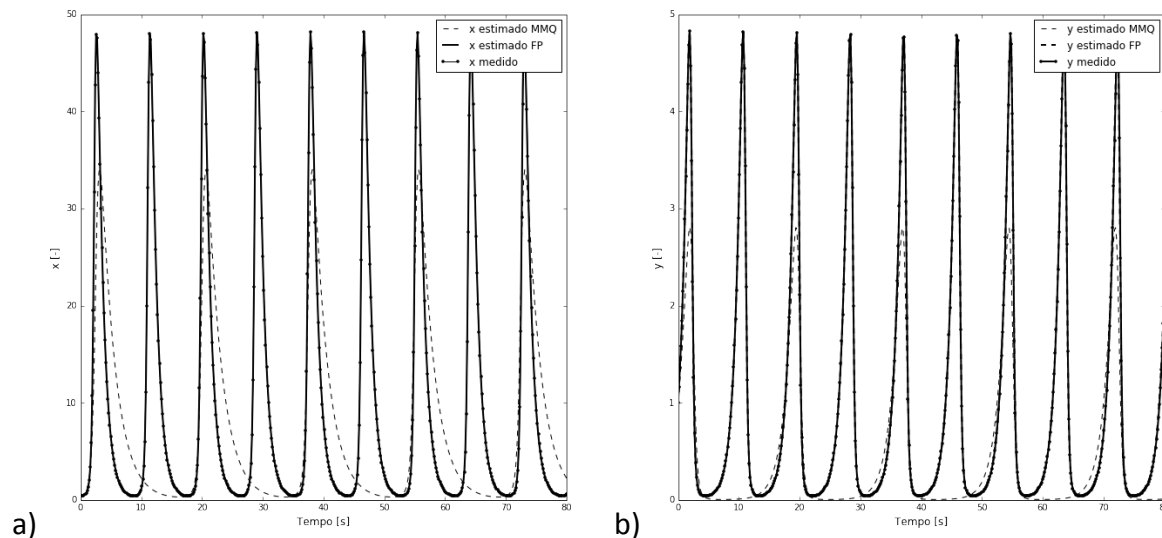 50
40
30
20
10
0
0 10 20 30 40 50 60 70 80
x [-]
Tempo [s]
x estimado MMQ
x estimado FP
x medido
a)
5
4
3
2
1
0
0 10 20 30 40 50 60 70 80
y [-]
Tempo [s]
y estimado MMQ
y estimado FP
y medido
b)